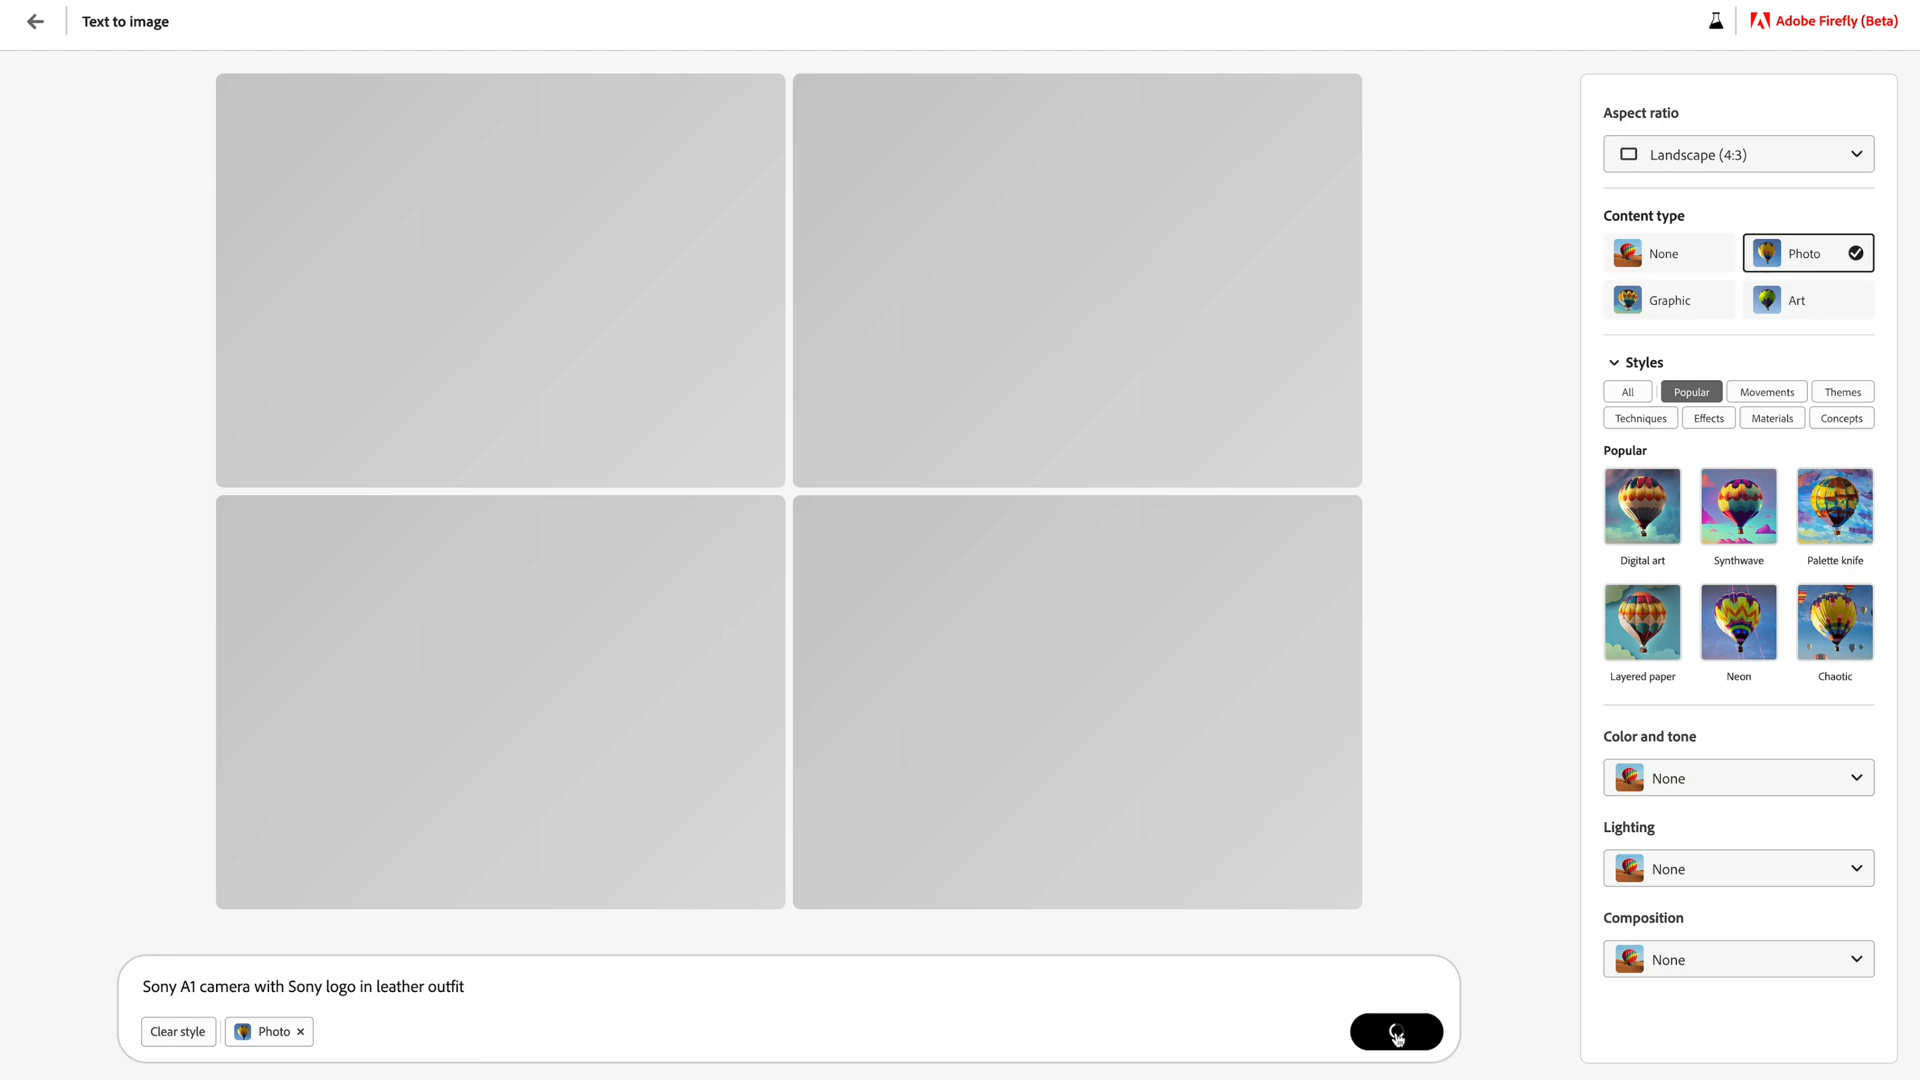 Text to image
Adobe Firefly (Beta)
Aspect ratio
Landscape (4:3)
Content type
None
Photo
Graphic
Art
Styles
All
Popular
Movements
Themes
Techniques
Effects
Materials
Concepts
Popular
Digital art
Synthwave
Palette knife
Layered paper
Neon
Chaotic
Color and tone
None
Lighting
None
Composition
None
Sony A1 camera with Sony logo in leather outfit
Clear style
Photo